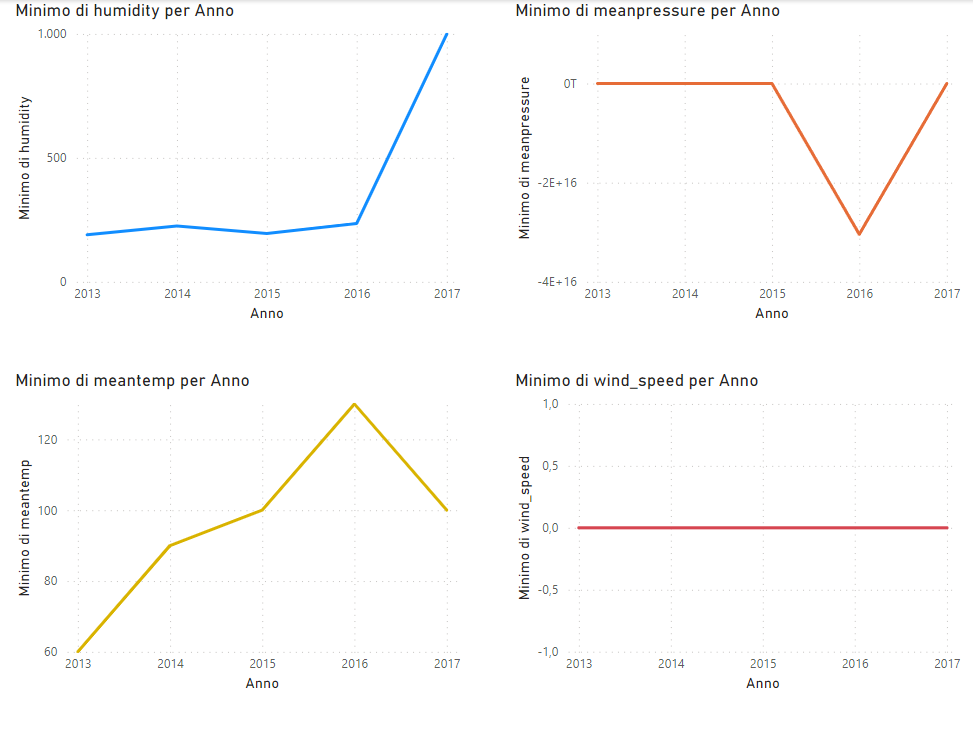 Minimo di humidity per Anno
1.000
500
0
Minimo di humidity
2013 2014 2015 2016 2017
Anno
Minimo di meanpressure per Anno
0T
-2E+16
-4E+16
Minimo di meanpressure
2013 2014 2015 2016 2017
Anno
Minimo di meantemp per Anno
120
100
80
60
Minimo di meantemp
2013 2014 2015 2016 2017
Anno
Minimo di wind_speed per Anno
1,0
0,5
0,0
-0,5
-1,0
Minimo di wind_speed
2013 2014 2015 2016 2017
Anno